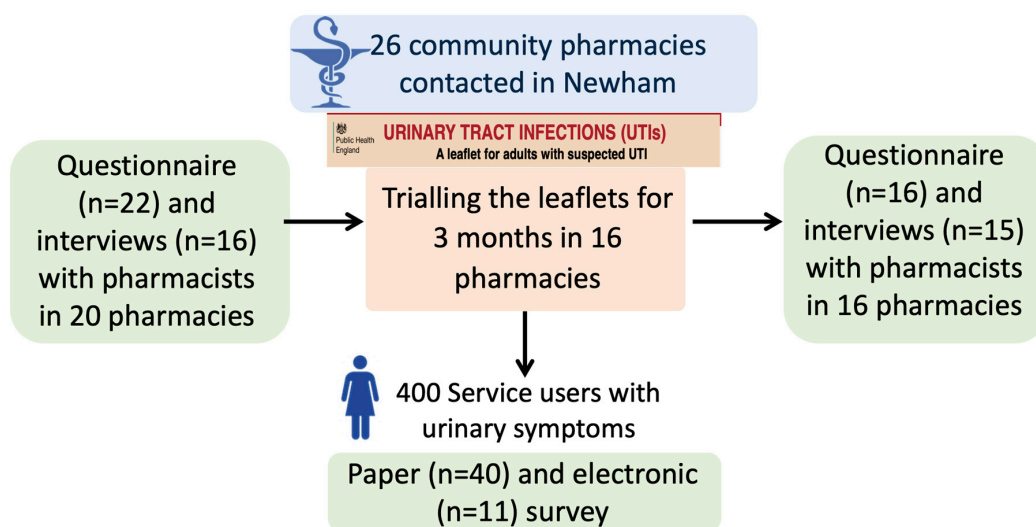 26 community pharmacies
contacted in Newham
Public Health
England
URINARY TRACT INFECTIONS (UTIs)
A leaflet for adults with suspected UTI
Questionnaire
(n=22) and
interviews (n=16)
with pharmacists
in 20 pharmacies
Trialling the leaflets for
3 months in 16
pharmacies
Questionnaire
(n=16) and
interviews (n=15)
with pharmacists
in 16 pharmacies
400 Service users with
urinary symptoms
Paper (n=40) and electronic
(n=11) survey